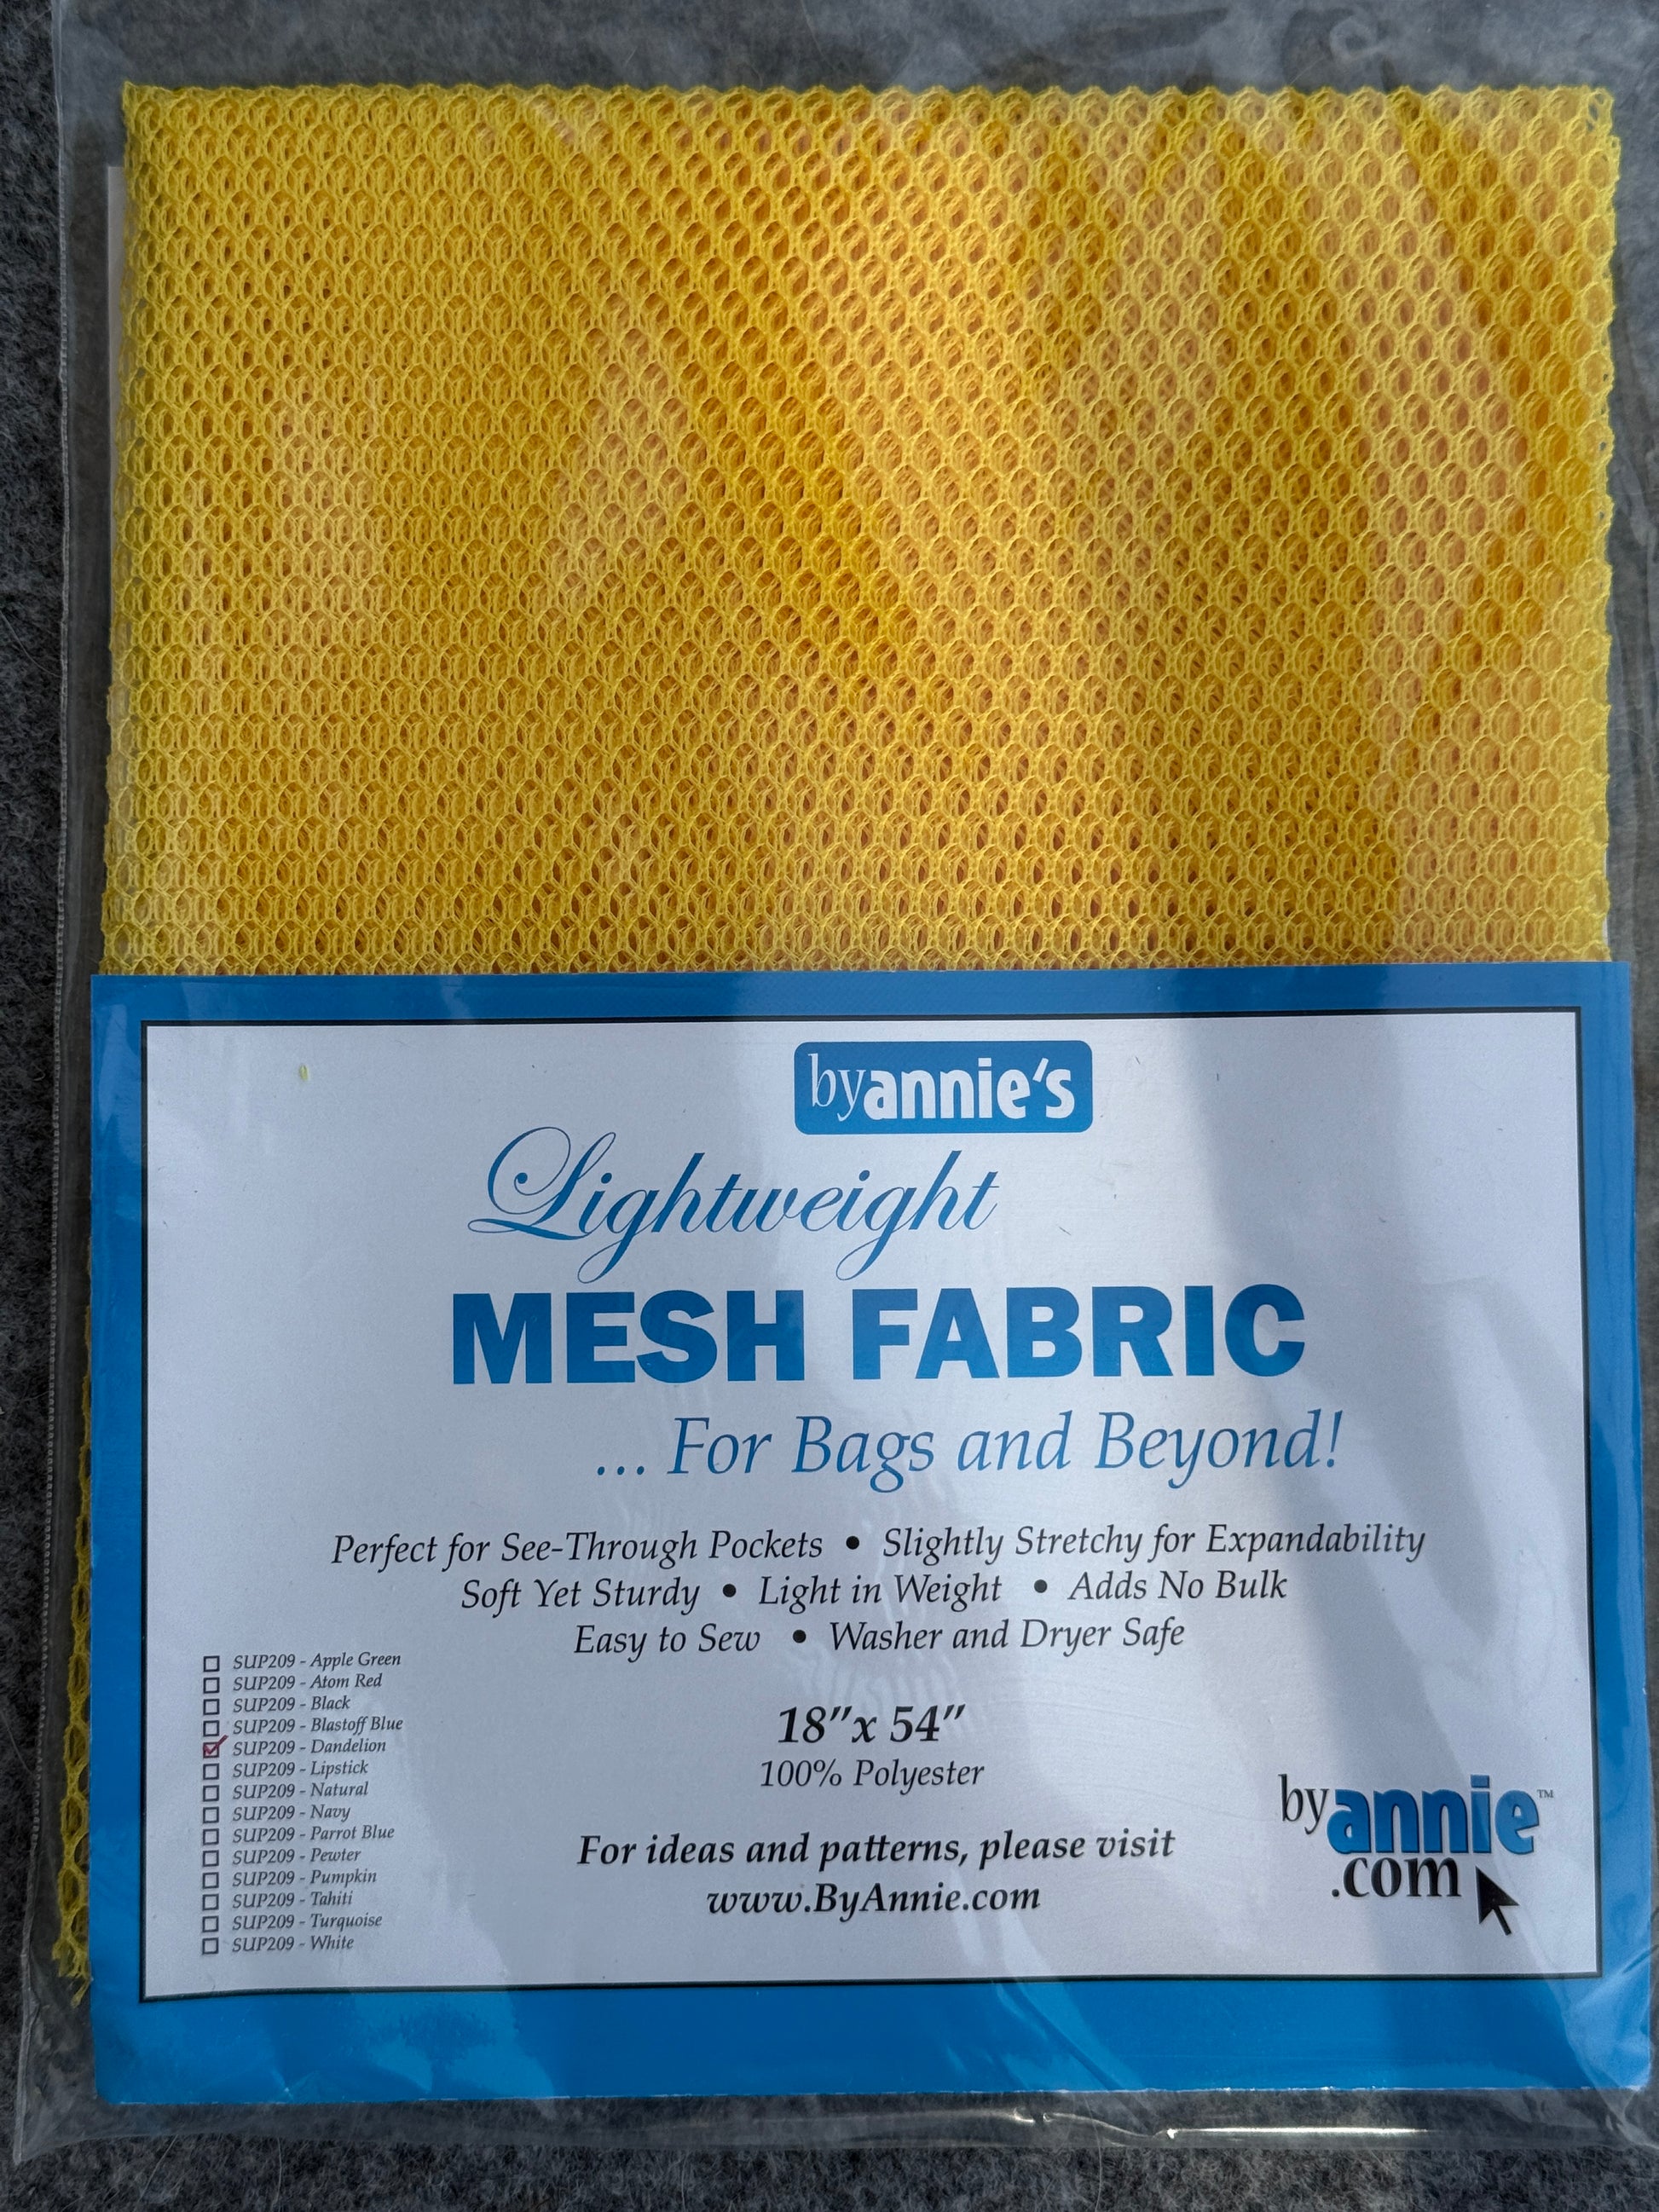 byannie's
Lightweight
MESH FABRIC
... For Bags and Beyond!
Perfect for See-Through Pockets • Slightly Stretchy for Expandability
Soft Yet Sturdy • Light in Weight • Adds No Bulk
Easy to Sew • Washer and Dryer Safe
SUP209 - Apple Green
SUP209 - Atom Red
SUP209 - Black
SUP209 - Blastoff Blue
SUP209 - Dandelion
SUP209 - Lipstick
SUP209 - Natural
SUP209 - Navy
SUP209 - Parrot Blue
SUP209 - Pewter
SUP209 - Pumpkin
SUP209 - Tahiti
SUP209 - Turquoise
SUP209 - White
18"x 54"
100% Polyester
For ideas and patterns, please visit
www.ByAnnie.com
byannie™
.com